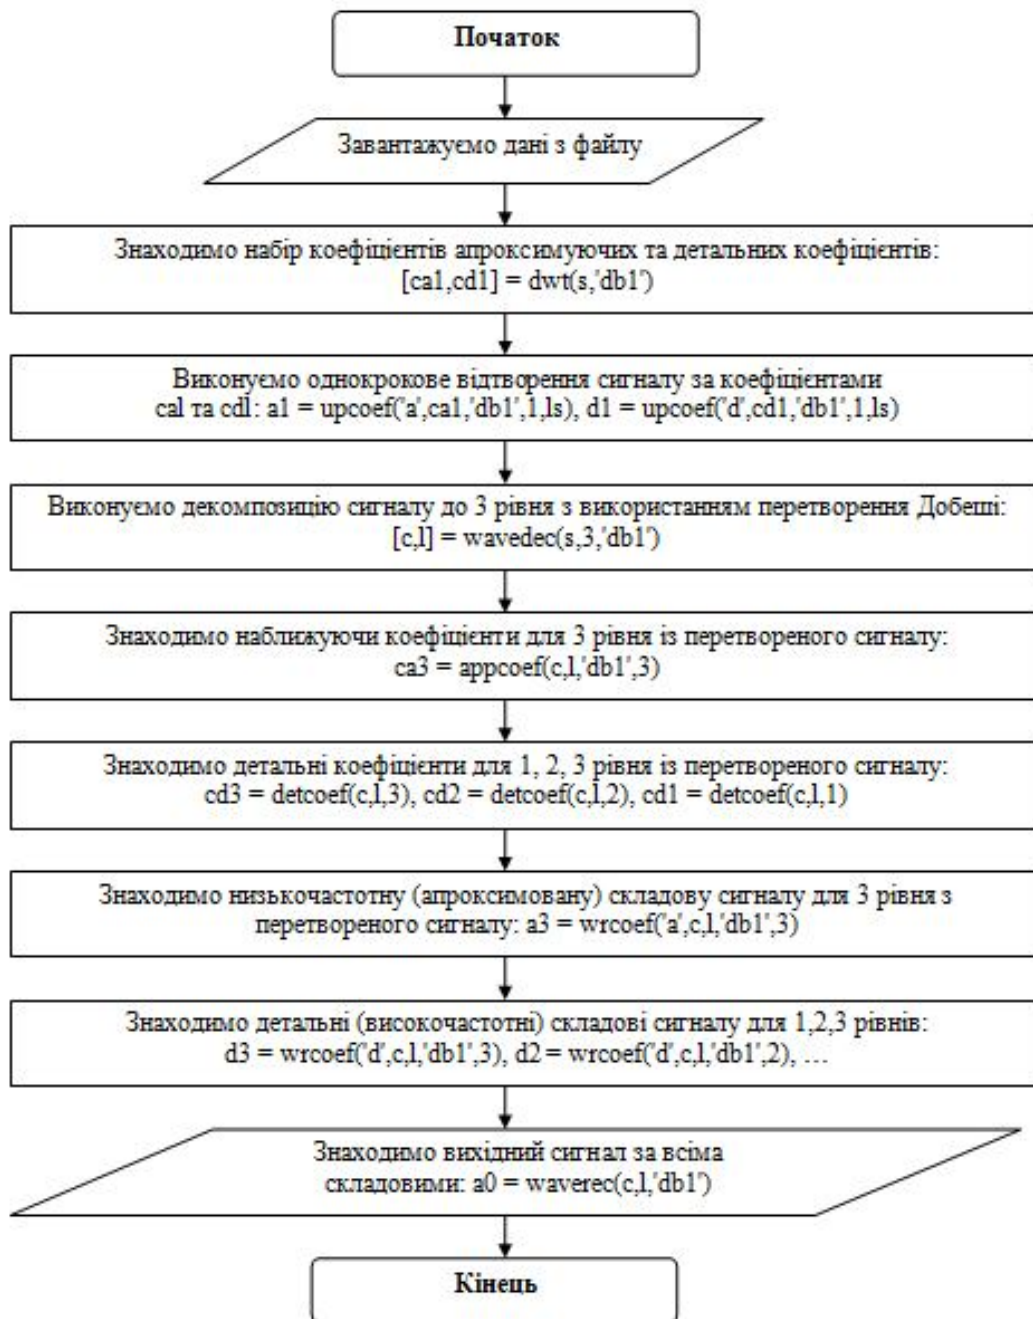 Початок
Завантажуємо дані з файлу
Знаходимо набір коефіцієнтів апроксимуючих та детальних коефіцієнтів:
[ca1,cd1] = dwt(s,'db1')
Виконуємо однокрокове відтворення сигналу за коефіцієнтами
cal та cdl: a1 = upcoef('a',ca1,'db1',1,ls), d1 = upcoef('d',cd1,'db1',1,ls)
Виконуємо декомпозицію сигналу до 3 рівня з використанням перетворення Добеші:
[c,l] = wavedec(s,3,'db1')
Знаходимо наближуючи коефіцієнти для 3 рівня із перетвореного сигналу:
ca3 = appcoef(c,l,'db1',3)
Знаходимо детальні коефіцієнти для 1, 2, 3 рівня із перетвореного сигналу:
cd3 = detcoef(c,l,3), cd2 = detcoef(c,l,2), cd1 = detcoef(c,l,1)
Знаходимо низькочастотну (апроксимовану) складову сигналу для 3 рівня з
перетвореного сигналу: a3 = wrcoef('a',c,l,'db1',3)
Знаходимо детальні (високочастотні) складові сигналу для 1,2,3 рівнів:
d3 = wrcoef('d',c,l,'db1',3), d2 = wrcoef('d',c,l,'db1',2), …
Знаходимо вихідний сигнал за всіма
складовими: a0 = waverec(c,l,'db1')
Кінець